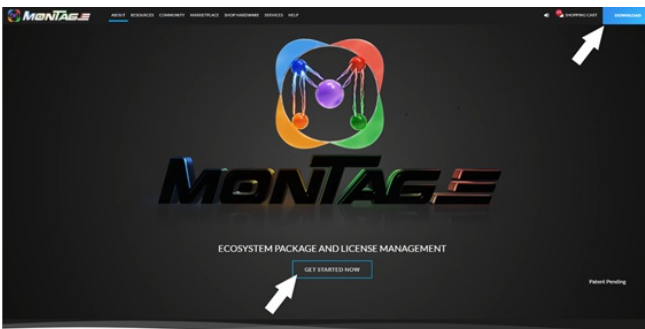 MONTAGE ABOUT RESOURCES COMMUNITY MARKETPLACE SHOP HARDWARE SERVICES HELP SHOPPING CART DOWNLOAD
MONTAGE
ECOSYSTEM PACKAGE AND LICENSE MANAGEMENT
GET STARTED NOW
Patent Pending